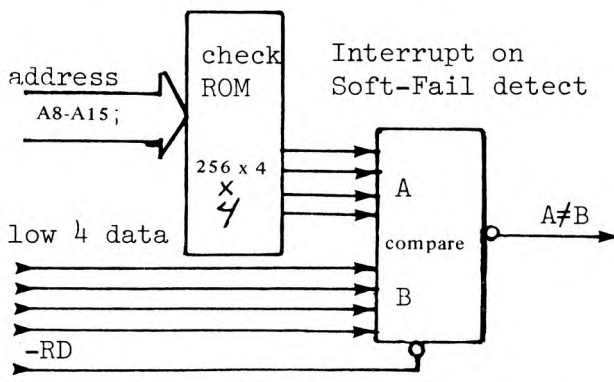 check
ROM
Interrupt on
Soft-Fail detect
address
A8-A15;
256 x 4
x
4
A
A≠B
low 4 data
compare
B
-RD